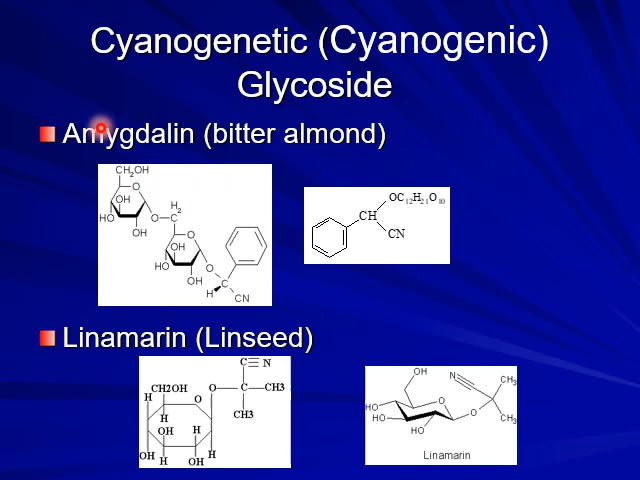 Cyanogenetic (Cyanogenic)
Glycoside
Amygdalin (bitter almond)
CH2OH
O
OH
HO
O
H2
C
OH
O
OH
HO
O
OH
C
H
CN
OC12H21O10
CH
CN
Linamarin (Linseed)
C≡N
CH2OH
O
C
CH3
H
O
CH3
H
OH
H
OH
H
OH
H
H
OH
N
CH3
HO
O
HO
O
CH3
HO
Linamarin